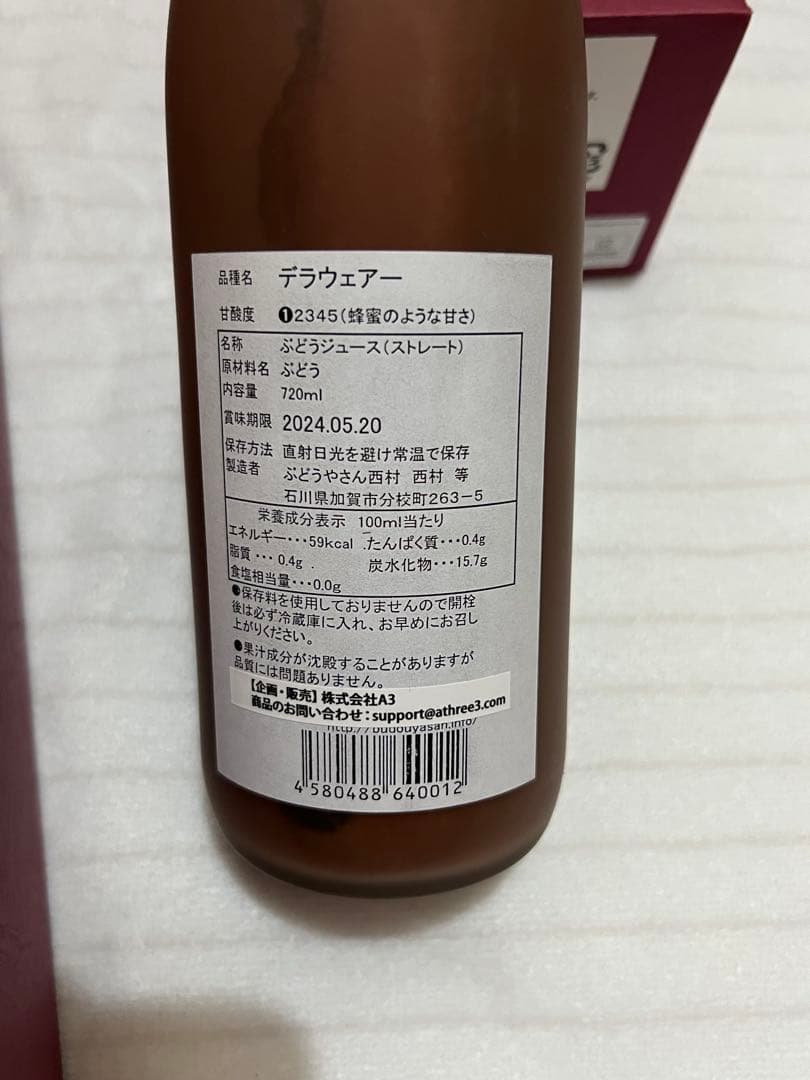 品種名 デラウェアー
甘酸度 ❶2345(蜂蜜のような甘さ)
名称 ぶどうジュース(ストレート)
原材料名 ぶどう
内容量 720ml
賞味期限 2024.05.20
保存方法 直射日光を避け常温で保存
製造者 ぶどうやさん西村 西村 等
石川県加賀市分校町263-5
栄養成分表示 100ml当たり
エネルギー・・・59kcal .たんぱく質・・・0.4g
脂質・・・0.4g . 炭水化物・・・15.7g
食塩相当量・・・0.0g
●保存料を使用しておりませんので開栓
後は必ず冷蔵庫に入れ、お早めにお召し
上がりください。
●果汁成分が沈殿することがありますが
品質には問題ありません。
【企画・販売】株式会社A3
商品のお問い合わせ:support@athree3.com
http://budouyasan.info/
4 580488 640012